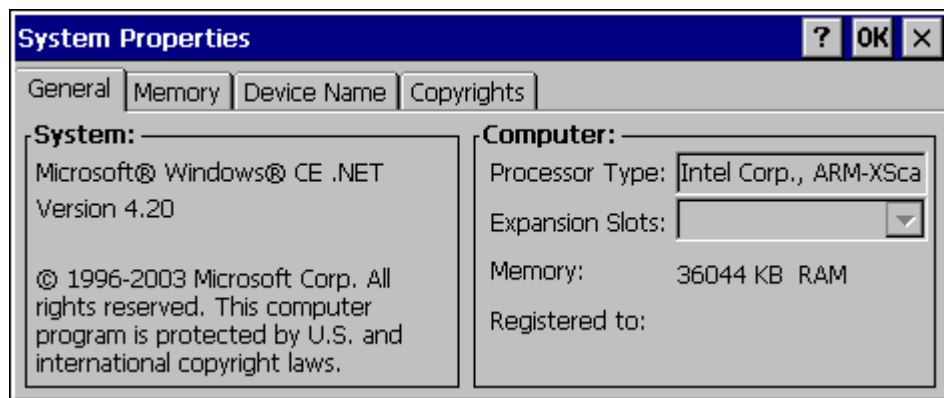 System Properties
? OK ×
General Memory Device Name Copyrights
System:
Microsoft® Windows® CE .NET
Version 4.20
© 1996-2003 Microsoft Corp. All
rights reserved. This computer
program is protected by U.S. and
international copyright laws.
Computer:
Processor Type: Intel Corp., ARM-XSca
Expansion Slots:
Memory: 36044 KB RAM
Registered to: